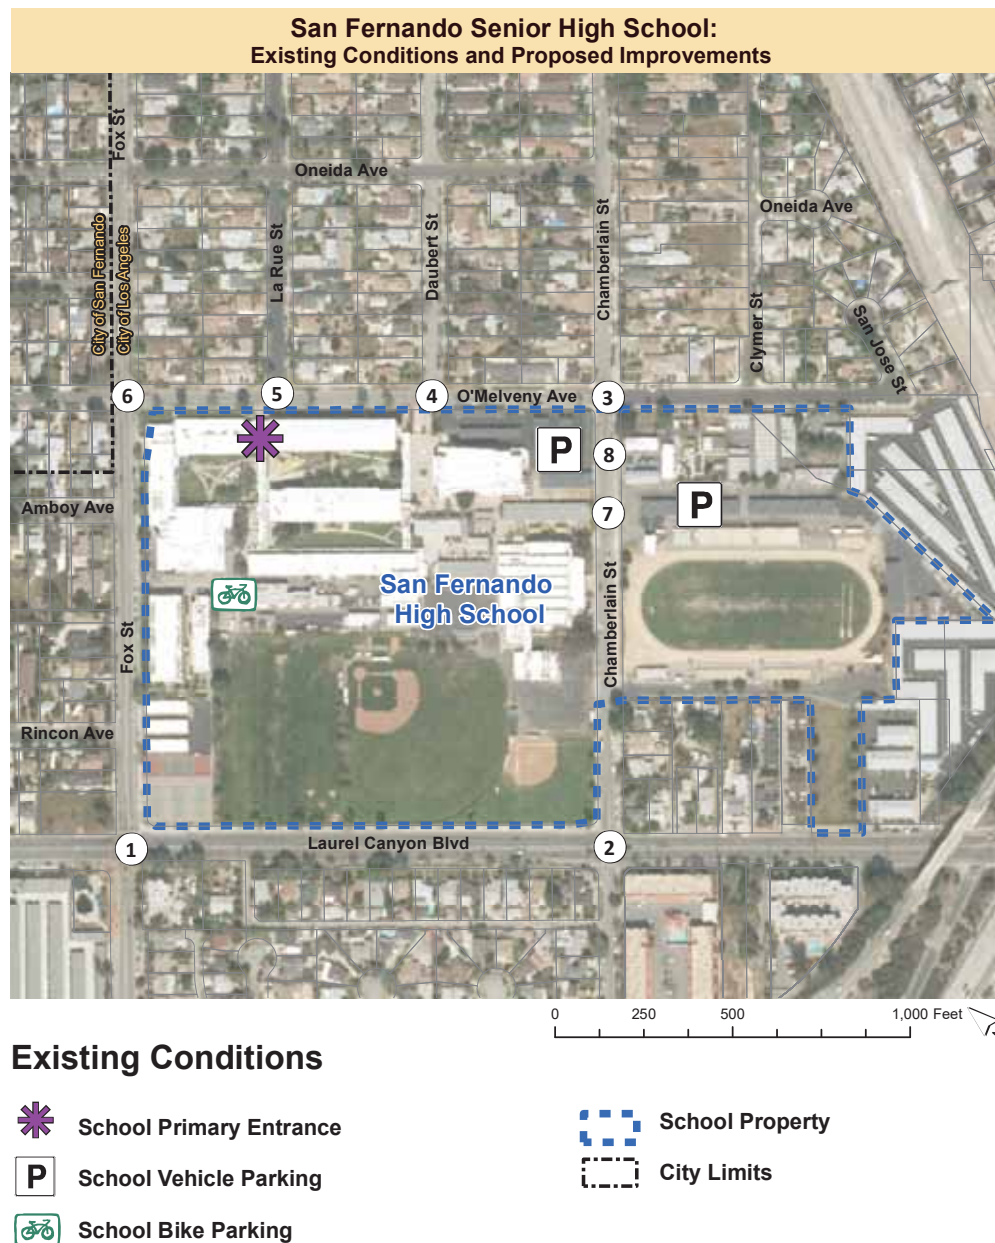 San Fernando Senior High School:
Existing Conditions and Proposed Improvements
Fox St
Oneida Ave
Oneida Ave
City of San Fernando
City of Los Angeles
La Rue St
Daubert St
Chamberlain St
Clymer St
San Jose St
6
5
4
O'Melveny Ave
3
P
8
Amboy Ave
P
7
San Fernando
High School
Chamberlain St
Fox St
Rincon Ave
1
Laurel Canyon Blvd
2
0 250 500 1,000 Feet
Existing Conditions
School Primary Entrance
School Property
P School Vehicle Parking
City Limits
School Bike Parking